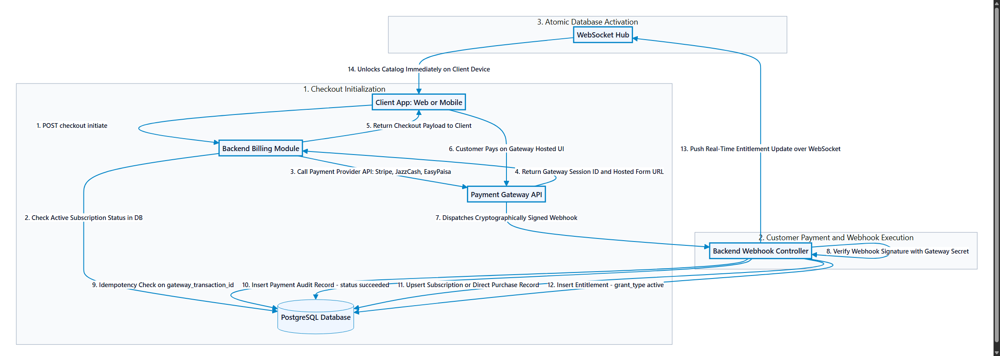 3. Atomic Database Activation
WebSocket Hub
14. Unlocks Catalog Immediately on Client Device
1. Checkout Initialization
Client App: Web or Mobile
1. POST checkout initiate
5. Return Checkout Payload to Client
Backend Billing Module
6. Customer Pays on Gateway Hosted UI
13. Push Real-Time Entitlement Update over WebSocket
3. Call Payment Provider API: Stripe, JazzCash, EasyPaisa
4. Return Gateway Session ID and Hosted Form URL
Payment Gateway API
2. Check Active Subscription Status in DB
7. Dispatches Cryptographically Signed Webhook
2. Customer Payment and Webhook Execution
Backend Webhook Controller
8. Verify Webhook Signature with Gateway Secret
9. Idempotency Check on gateway_transaction_id
10. Insert Payment Audit Record - status succeeded
11. Upsert Subscription or Direct Purchase Record
12. Insert Entitlement - grant_type active
PostgreSQL Database